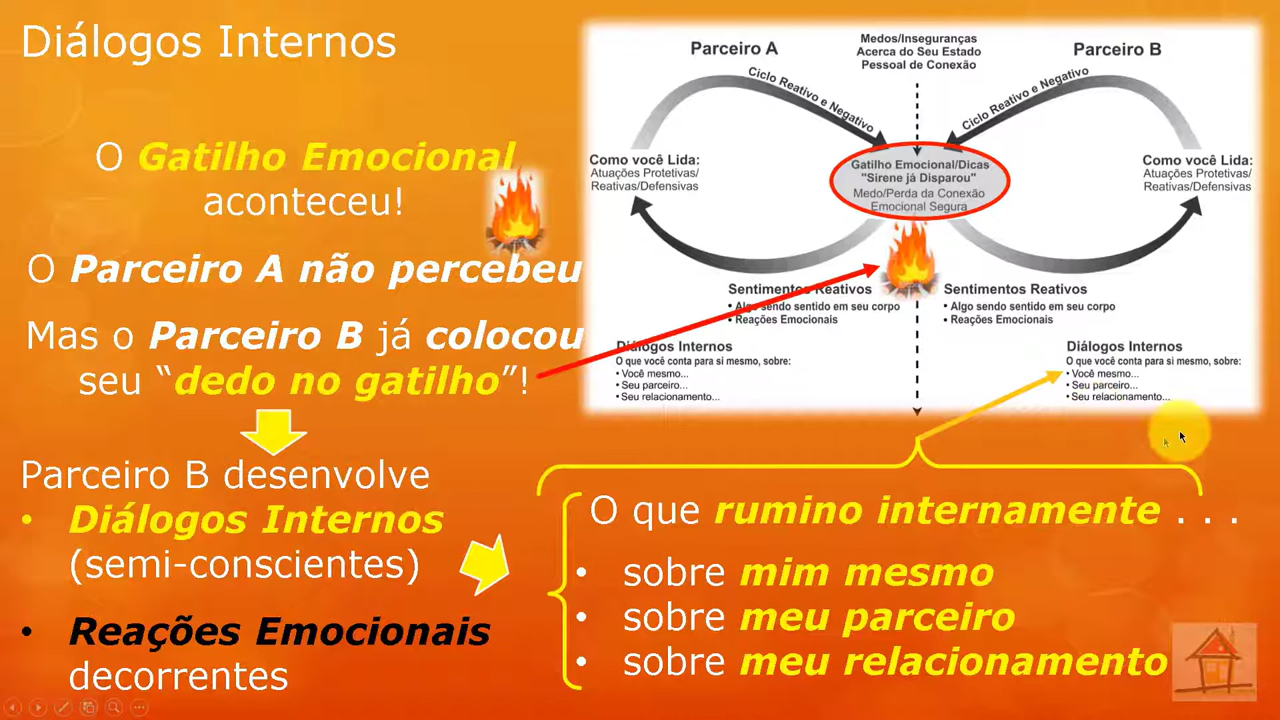 Diálogos Internos
O Gatilho Emocional
aconteceu!
O Parceiro A não percebeu
Mas o Parceiro B já colocou
seu “dedo no gatilho”!
Parceiro B desenvolve
• Diálogos Internos
(semi-conscientes)
• Reações Emocionais
decorrentes
Parceiro A
Medos/Inseguranças
Acerca do Seu Estado
Pessoal de Conexão
Parceiro B
Ciclo Reativo e Negativo
Ciclo Reativo e Negativo
Como você Lida:
Atuações Protetivas/
Reativas/Defensivas
Gatilho Emocional/Dicas
"Sirene já Disparou"
Medo/Perda da Conexão
Emocional Segura
Como você Lida:
Atuações Protetivas/
Reativas/Defensivas
Sentimentos Reativos
• Algo sendo sentido em seu corpo
• Reações Emocionais
Sentimentos Reativos
• Algo sendo sentido em seu corpo
• Reações Emocionais
Diálogos Internos
O que você conta para si mesmo, sobre:
• Você mesmo...
• Seu parceiro...
• Seu relacionamento...
Diálogos Internos
O que você conta para si mesmo, sobre:
• Você mesmo...
• Seu parceiro...
• Seu relacionamento...
O que rumino internamente . . .
• sobre mim mesmo
• sobre meu parceiro
• sobre meu relacionamento